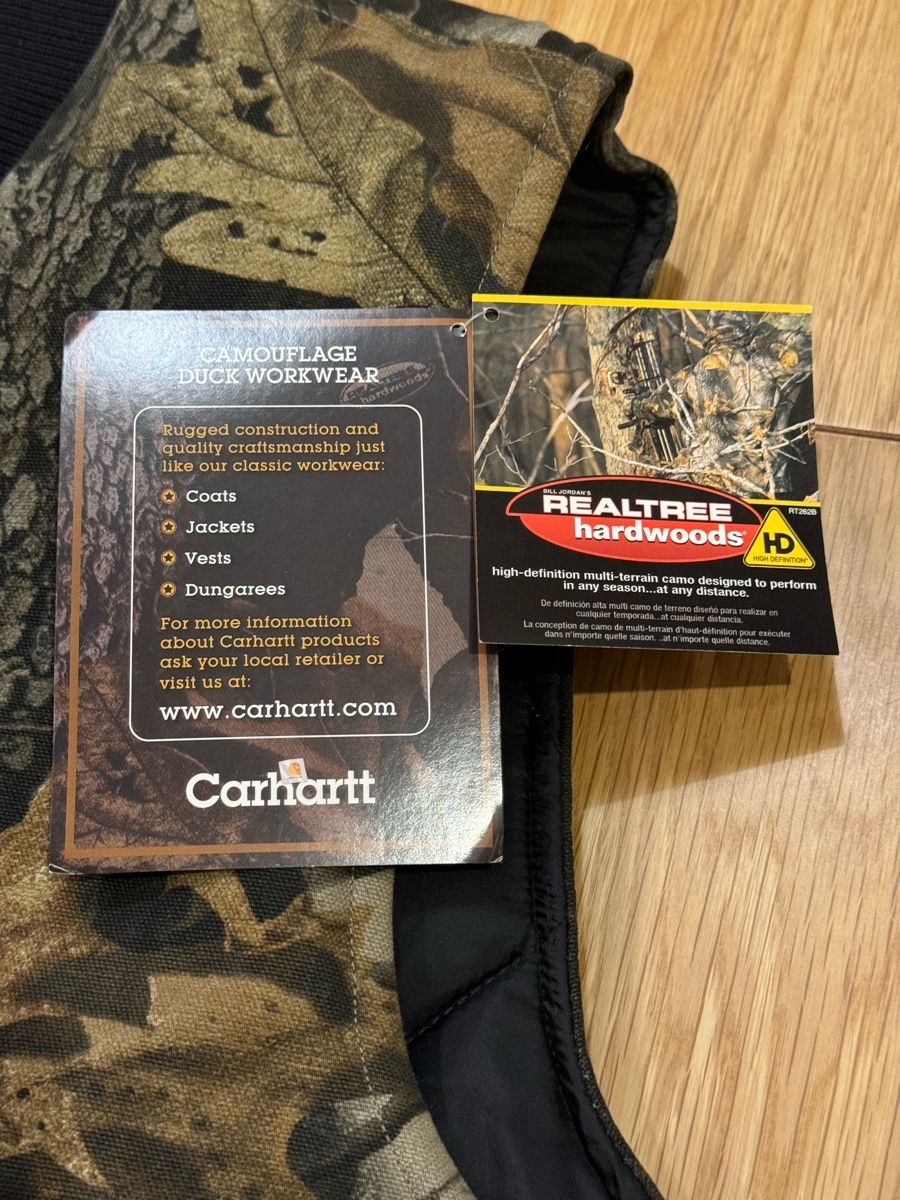 CAMOUFLAGE
DUCK WORKWEAR
hardwoods
Rugged construction and
quality craftsmanship just
like our classic workwear:
Coats
Jackets
Vests
Dungarees
For more information
about Carhartt products
ask your local retailer or
visit us at:
www.carhartt.com
Carhartt
BILL JORDAN'S
REALTREE
hardwoods®
RT262B
HD
HIGH DEFINITION®
high-definition multi-terrain camo designed to perform
in any season...at any distance.
De definición alta multi camo de terreno diseñó para realizar en
cualquier temporada...at cualquier distancia.
La conception de camo de multi-terrain d'haut-définition pour exécuter
dans n'importe quelle saison. ..at n'importe quelle distance.